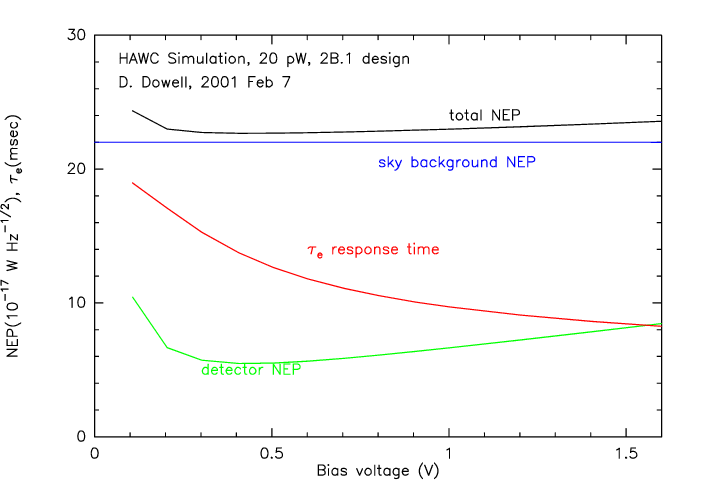 HAWC Simulation, 20 pW, 2B.1 design
D. Dowell, 2001 Feb 7
total NEP
sky background NEP
τe response time
detector NEP
NEP(10^-17 W Hz^-1/2), τe(msec)
30
20
10
0
0
0.5
1
1.5
Bias voltage (V)